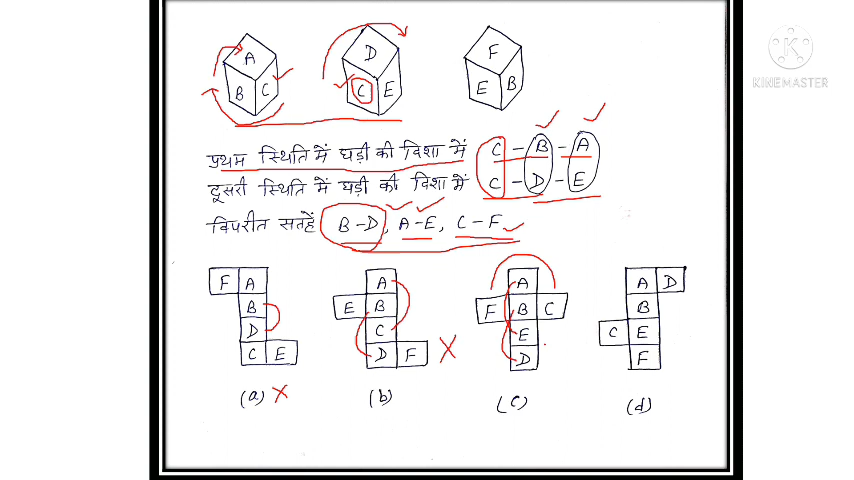 A D F
B C C E E B
प्रथम स्थिति में घड़ी की दिशा में C – B – A
दूसरी स्थिति में घड़ी की दिशा में C – D – E
विपरीत सतहें B – D, A – E, C – F
F A A A A D
B E B F B C B
D C E C E
C E D F D F
(a) X (b) X (c) (d)
K
KINEMASTER